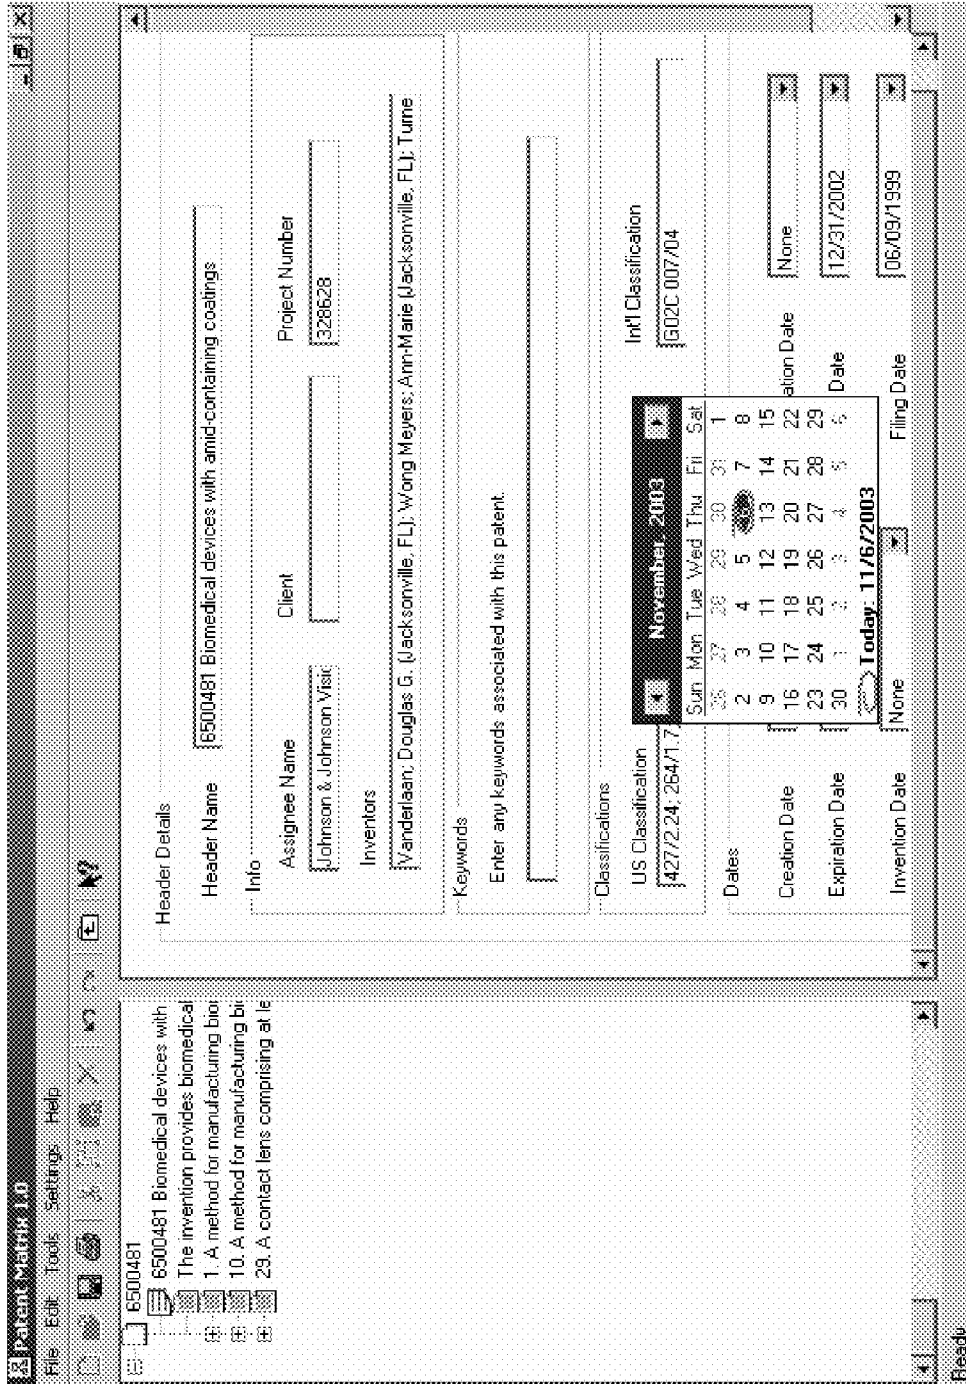 Patent Matrix 1.0
File Edit Tools Settings Help
6500481
6500481 Biomedical devices with
The invention provides biomedical
1. A method for manufacturing bior
10. A method for manufacturing bi
29. A contact lens comprising at le
Header Details
Header Name 6500481 Biomedical devices with amid-containing coatings
Info
Assignee Name Client Project Number
Johnson & Johnson Visic 328628
Inventors
Vanderlaan; Douglas G. (Jacksonville, FL); Wong Meyers; Ann-Marie (Jacksonville, FL); Turne
Keywords
Enter any keywords associated with this patent.
Classifications
US Classification Int'l Classification
427/2.24; 264/1.7 G02C 007/04
November, 2003
Sun Mon Tue Wed Thu Fri Sat
26 27 28 29 30 31 1
2 3 4 5 6 7 8
9 10 11 12 13 14 15
16 17 18 19 20 21 22
23 24 25 26 27 28 29
30 1 2 3 4 5 6
Today: 11/6/2003
Dates
Creation Date ation Date None
Expiration Date Date 12/31/2002
Invention Date None Filing Date 06/09/1999
Ready